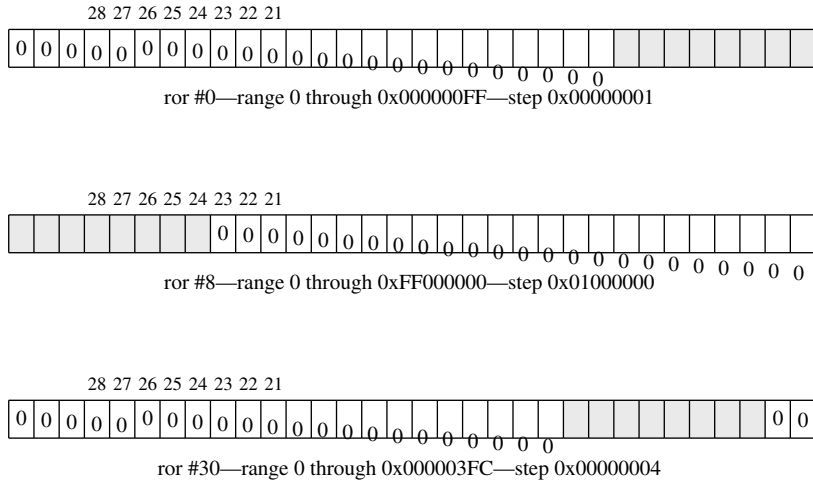 28 27 26 25 24 23 22 21
0 0 0 0 0 0 0 0 0 0 0 0 0 0 0 0 0 0 0 0 0 0 0 0
ror #0—range 0 through 0x000000FF—step 0x00000001
28 27 26 25 24 23 22 21
0 0 0 0 0 0 0 0 0 0 0 0 0 0 0 0 0 0 0 0 0 0 0 0
ror #8—range 0 through 0xFF000000—step 0x01000000
28 27 26 25 24 23 22 21
0 0 0 0 0 0 0 0 0 0 0 0 0 0 0 0 0 0 0 0 0 0 0 0
ror #30—range 0 through 0x000003FC—step 0x00000004